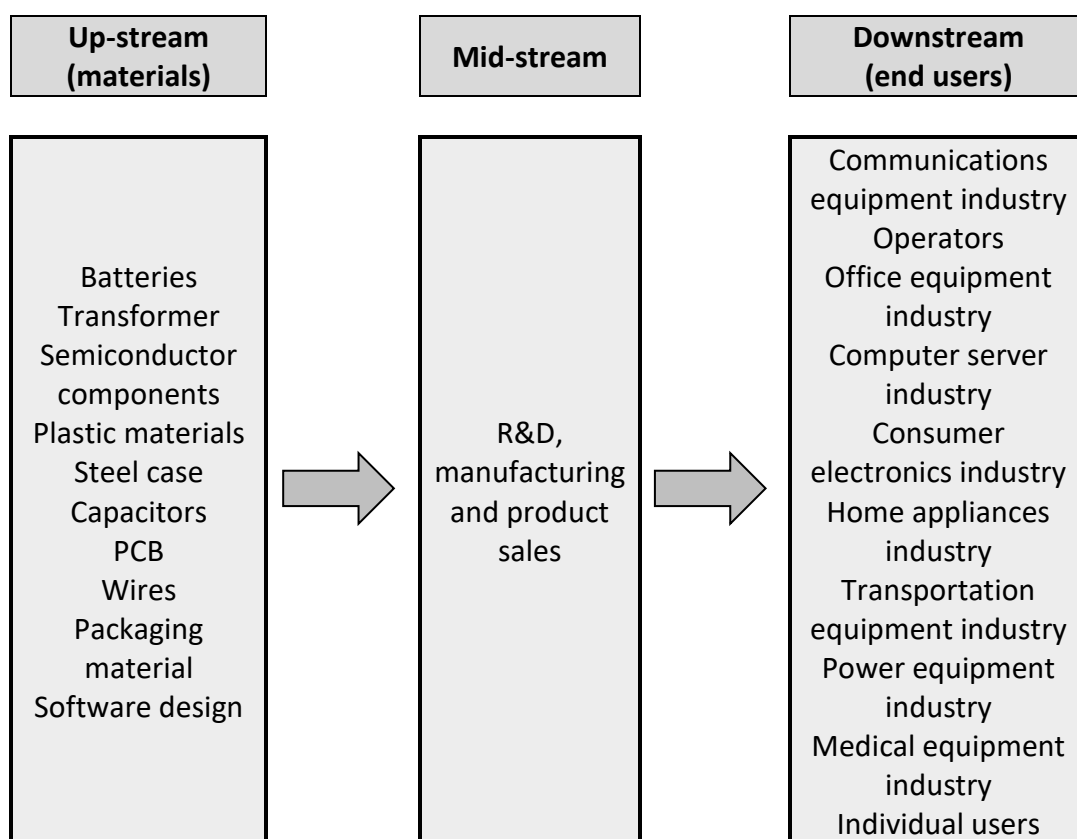 Up-stream
(materials)
Mid-stream
Downstream
(end users)
Batteries
Transformer
Semiconductor
components
Plastic materials
Steel case
Capacitors
PCB
Wires
Packaging
material
Software design
R&D,
manufacturing
and product
sales
Communications
equipment industry
Operators
Office equipment
industry
Computer server
industry
Consumer
electronics industry
Home appliances
industry
Transportation
equipment industry
Power equipment
industry
Medical equipment
industry
Individual users